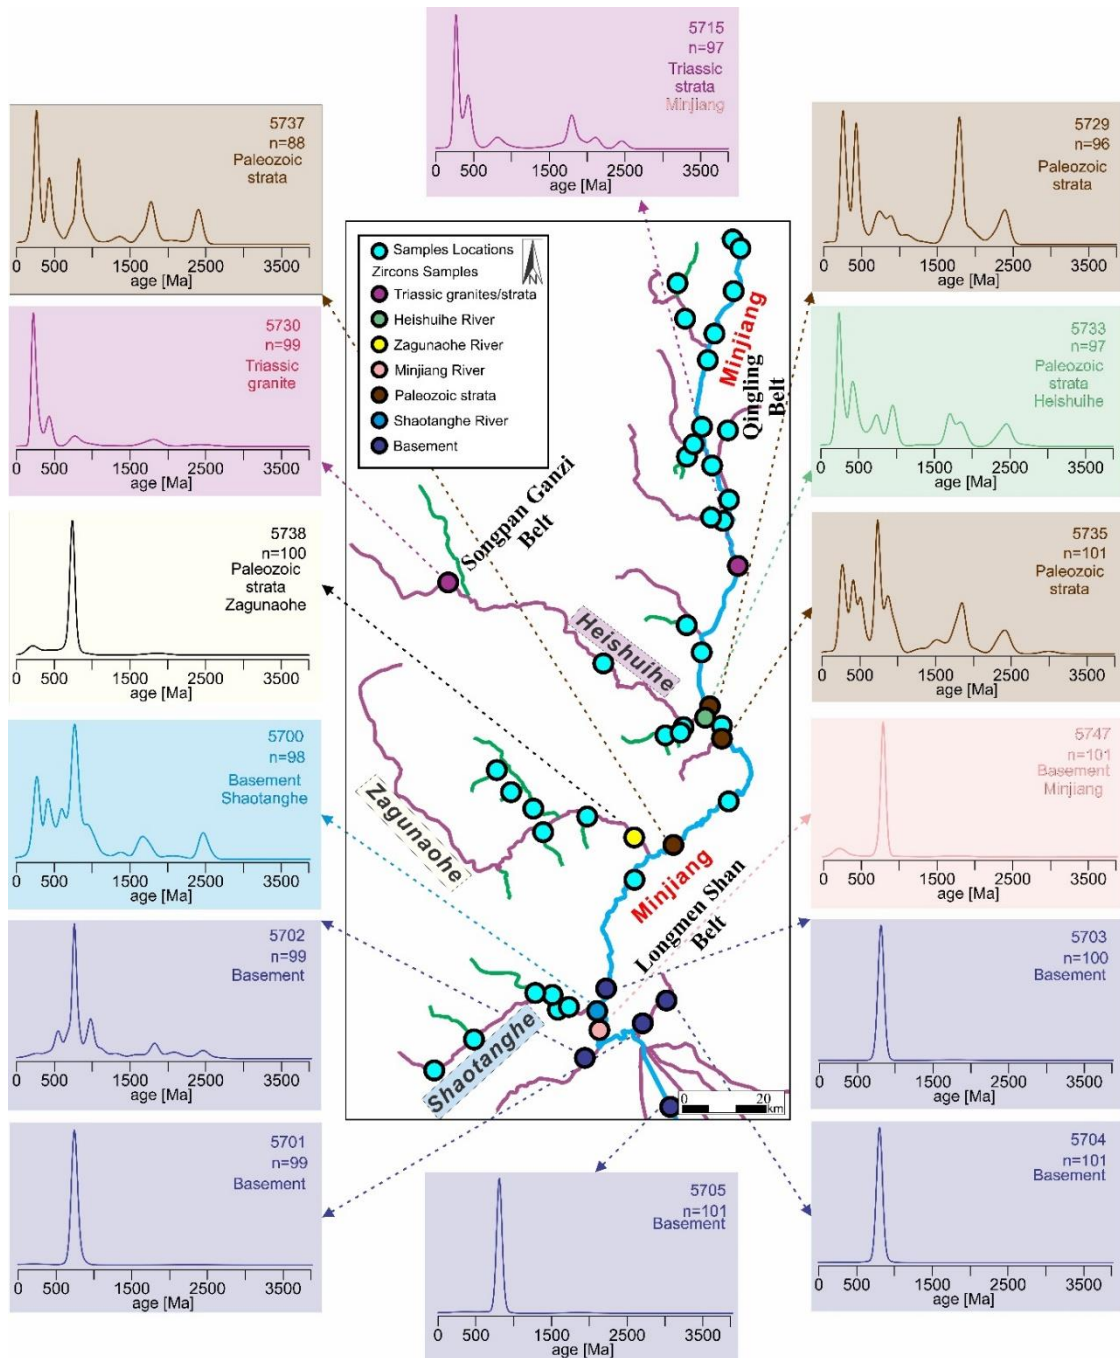 5715
n=97
Triassic
strata
Minjiang
0 500 1500 2500 3500
age [Ma]
5737
n=88
Paleozoic
strata
0 500 1500 2500 3500
age [Ma]
5729
n=96
Paleozoic
strata
0 500 1500 2500 3500
age [Ma]
5730
n=99
Triassic
granite
0 500 1500 2500 3500
age [Ma]
5733
n=97
Paleozoic
strata
Heishuihe
0 500 1500 2500 3500
age [Ma]
5738
n=100
Paleozoic
strata
Zagunaohe
0 500 1500 2500 3500
age [Ma]
5735
n=101
Paleozoic
strata
0 500 1500 2500 3500
age [Ma]
5700
n=98
Basement
Shaotanghe
0 500 1500 2500 3500
age [Ma]
5747
n=101
Basement
Minjiang
0 500 1500 2500 3500
age [Ma]
5702
n=99
Basement
0 500 1500 2500 3500
age [Ma]
5703
n=100
Basement
0 500 1500 2500 3500
age [Ma]
5701
n=99
Basement
0 500 1500 2500 3500
age [Ma]
5705
n=101
Basement
0 500 1500 2500 3500
age [Ma]
5704
n=101
Basement
0 500 1500 2500 3500
age [Ma]
Samples Locations
Zircons Samples
Triassic granites/strata
Heishuihe River
Zagunaohe River
Minjiang River
Paleozoic strata
Shaotanghe River
Basement
Minjiang
Qingling
Belt
Songpan Ganzi
Belt
Heishuihe
Zagunaohe
Minjiang
Longmen Shan
Belt
Shaotanghe
0 20
km